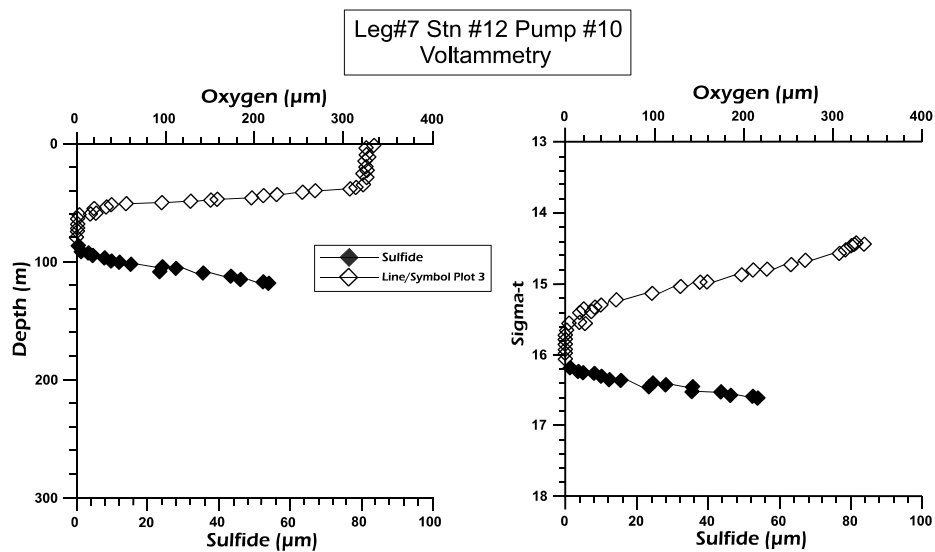 Leg#7 Stn #12 Pump #10
Voltammetry
Oxygen (µm)
0 100 200 300 400
0
100
200
300
Depth (m)
Sulfide
Line/Symbol Plot 3
0 20 40 60 80 100
Sulfide (µm)
Oxygen (µm)
0 100 200 300 400
13
14
15
16
17
18
Sigma-t
0 20 40 60 80 100
Sulfide (µm)